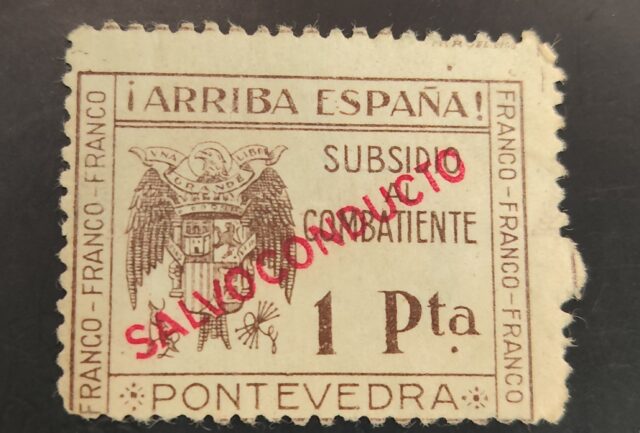 ¡ARRIBA ESPAÑA!
FRANCO-FRANCO-FRANCO
UNA GRANDE LIBRE
SUBSIDIO
AL
COMBATIENTE
SALVOCONDUCTO
1 Pta
PONTEVEDRA
FRANCO-FRANCO-FRANCO